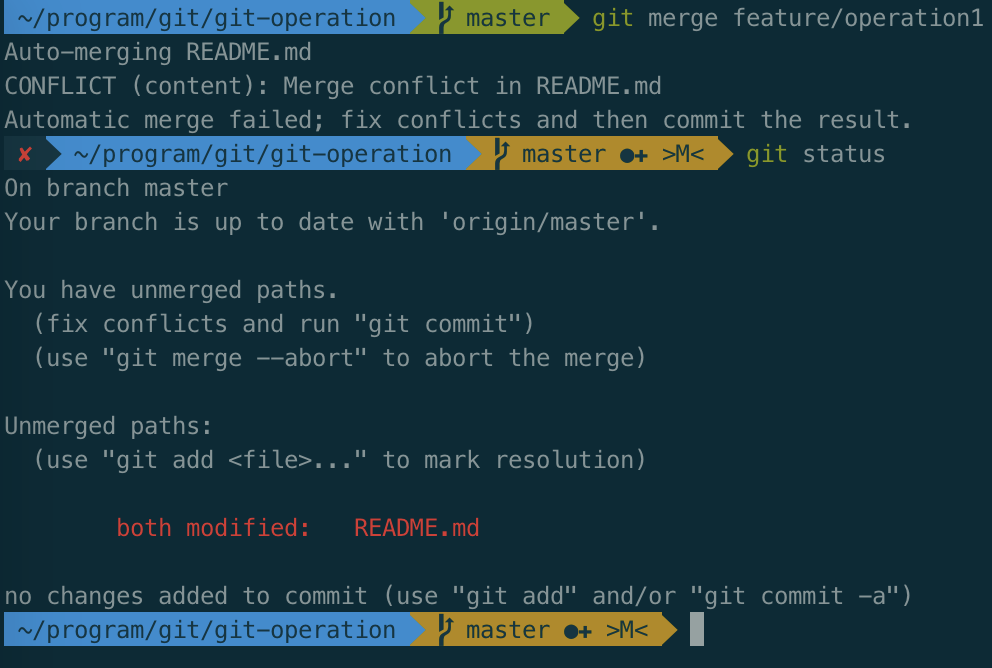 ~/program/git/git-operation master git merge feature/operation1
Auto-merging README.md
CONFLICT (content): Merge conflict in README.md
Automatic merge failed; fix conflicts and then commit the result.
✘ ~/program/git/git-operation master ●✚ >M< git status
On branch master
Your branch is up to date with 'origin/master'.
You have unmerged paths.
(fix conflicts and run "git commit")
(use "git merge --abort" to abort the merge)
Unmerged paths:
(use "git add <file>..." to mark resolution)
both modified: README.md
no changes added to commit (use "git add" and/or "git commit -a")
~/program/git/git-operation master ●✚ >M<